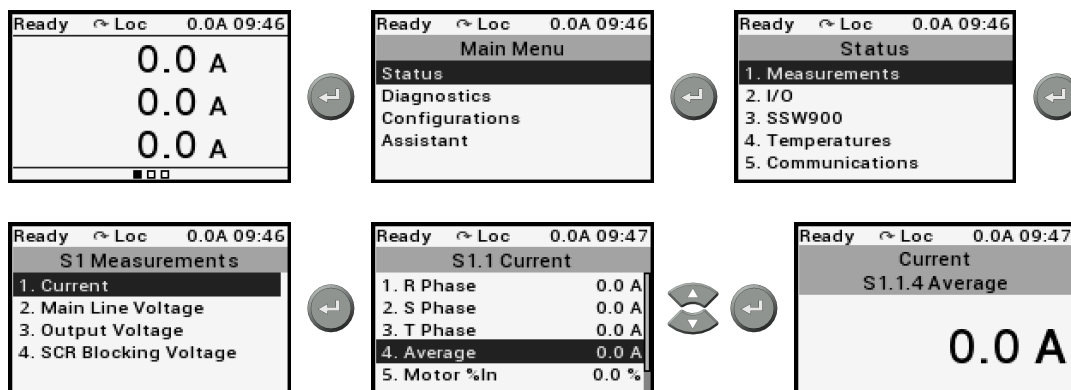 Ready ↷ Loc 0.0A 09:46
0.0 A
0.0 A
0.0 A
Ready ↷ Loc 0.0A 09:46
Main Menu
Status
Diagnostics
Configurations
Assistant
Ready ↷ Loc 0.0A 09:46
Status
1. Measurements
2. I/O
3. SSW900
4. Temperatures
5. Communications
Ready ↷ Loc 0.0A 09:46
S1 Measurements
1. Current
2. Main Line Voltage
3. Output Voltage
4. SCR Blocking Voltage
Ready ↷ Loc 0.0A 09:47
S1.1 Current
1. R Phase 0.0 A
2. S Phase 0.0 A
3. T Phase 0.0 A
4. Average 0.0 A
5. Motor %In 0.0 %
Ready ↷ Loc 0.0A 09:47
Current
S1.1.4 Average
0.0 A